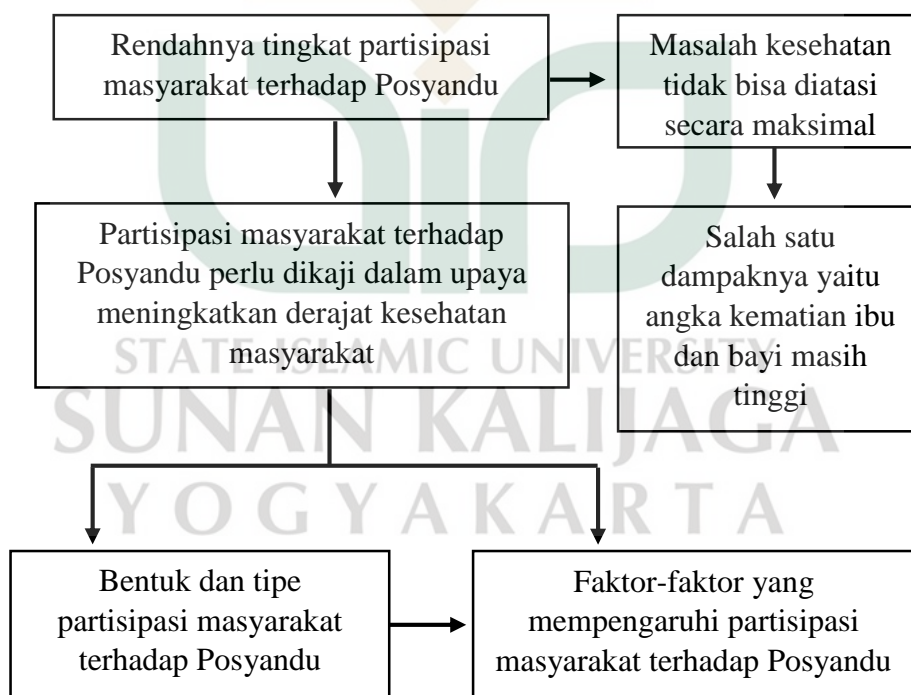 Rendahnya tingkat partisipasi
masyarakat terhadap Posyandu
Masalah kesehatan
tidak bisa diatasi
secara maksimal
Partisipasi masyarakat terhadap
Posyandu perlu dikaji dalam upaya
meningkatkan derajat kesehatan
masyarakat
Salah satu
dampaknya yaitu
angka kematian ibu
dan bayi masih
tinggi
STATE ISLAMIC UNIVERSITY
SUNAN KALIJAGA
YOGYAKARTA
Bentuk dan tipe
partisipasi masyarakat
terhadap Posyandu
Faktor-faktor yang
mempengaruhi partisipasi
masyarakat terhadap Posyandu